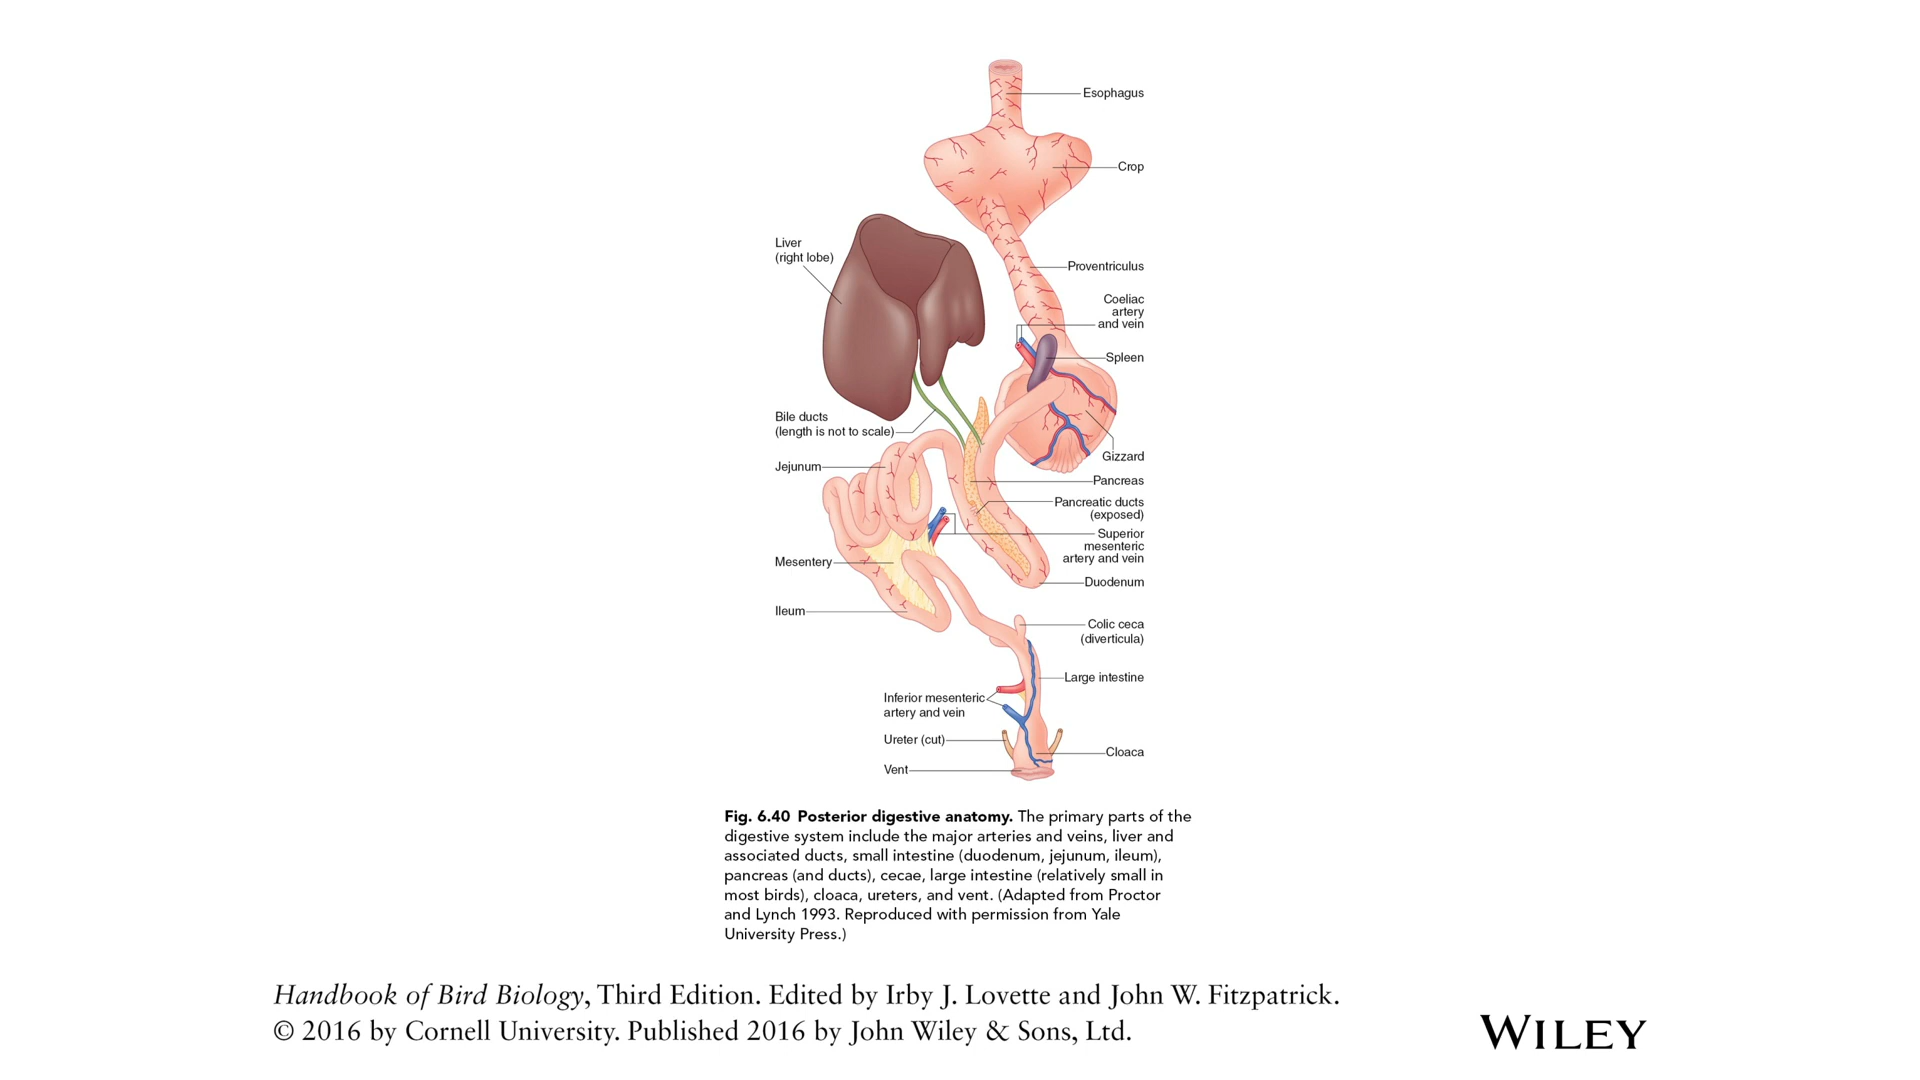 Esophagus
Crop
Liver
(right lobe)
Proventriculus
Coeliac
artery
and vein
Spleen
Bile ducts
(length is not to scale)
Gizzard
Jejunum
Pancreas
Pancreatic ducts
(exposed)
Superior
mesenteric
artery and vein
Mesentery
Duodenum
Ileum
Colic ceca
(diverticula)
Large intestine
Inferior mesenteric
artery and vein
Ureter (cut)
Cloaca
Vent
Fig. 6.40 Posterior digestive anatomy. The primary parts of the
digestive system include the major arteries and veins, liver and
associated ducts, small intestine (duodenum, jejunum, ileum),
pancreas (and ducts), cecae, large intestine (relatively small in
most birds), cloaca, ureters, and vent. (Adapted from Proctor
and Lynch 1993. Reproduced with permission from Yale
University Press.)
Handbook of Bird Biology, Third Edition. Edited by Irby J. Lovette and John W. Fitzpatrick.
© 2016 by Cornell University. Published 2016 by John Wiley & Sons, Ltd.
WILEY